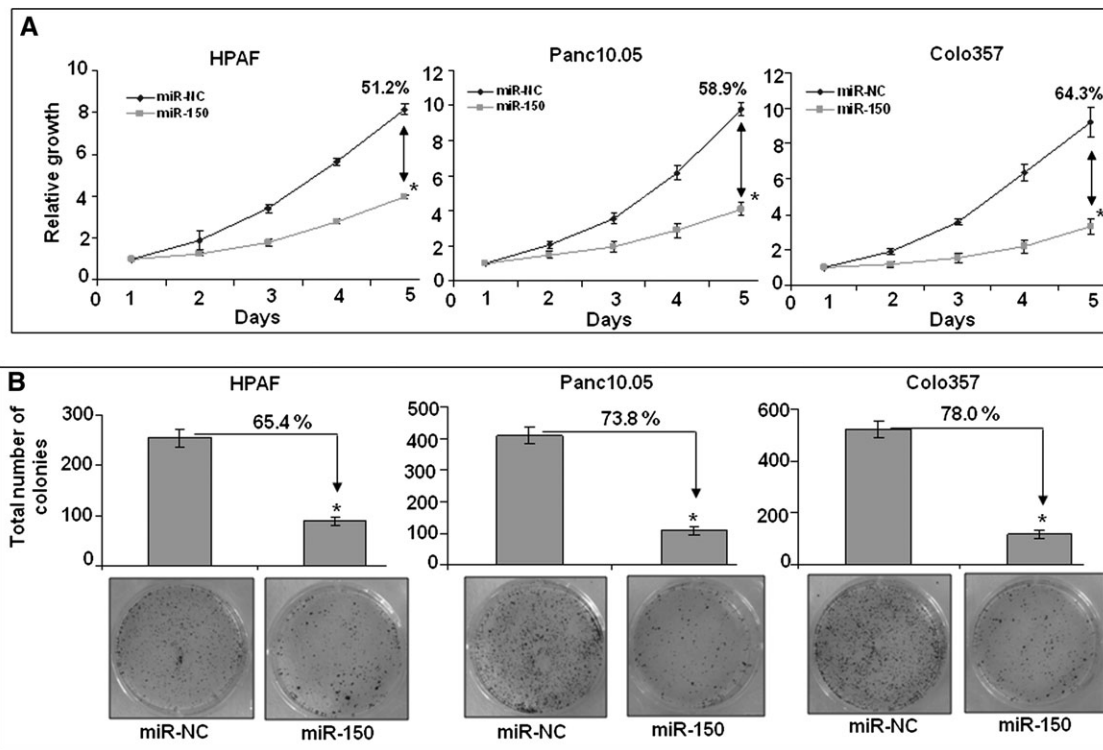 A
HPAF
Panc10.05
Colo357
Relative growth
10
8
6
4
2
0
miR-NC
miR-150
51.2%
*
0 1 2 3 4 5
Days
12
10
8
6
4
2
0
miR-NC
miR-150
58.9%
*
0 1 2 3 4 5
Days
12
10
8
6
4
2
0
miR-NC
miR-150
64.3%
*
0 1 2 3 4 5
Days
B
HPAF
Panc10.05
Colo357
Total number of
colonies
300
200
100
0
65.4 %
*
500
400
300
200
100
0
73.8 %
*
600
400
200
0
78.0 %
*
miR-NC
miR-150
miR-NC
miR-150
miR-NC
miR-150